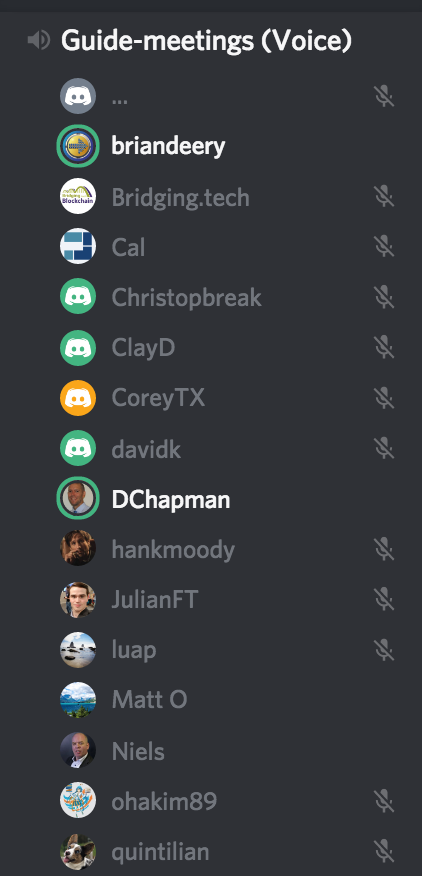 Guide-meetings (Voice)
...
briandeery
Bridging.tech
Bridging
Blockchain
Cal
Christopbreak
ClayD
CoreyTX
davidk
DChapman
hankmoody
JulianFT
luap
Matt O
Niels
ohakim89
quintilian